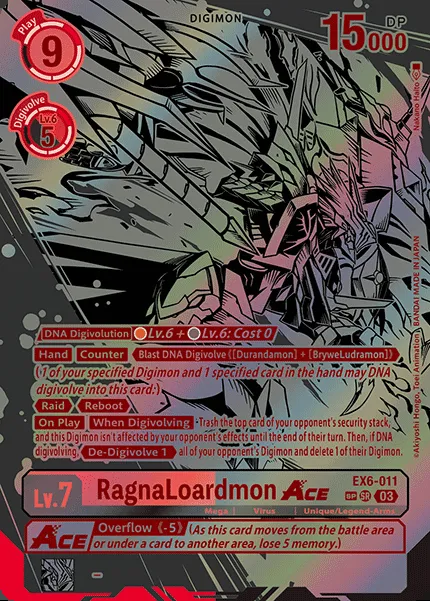 DIGIMON
Play
9
15000
DP
Nakano Haito
Digivolve
Lv.6
5
DNA Digivolution Lv.6 + Lv.6: Cost 0
Hand Counter Blast DNA Digivolve ([Durandamon] + [BryweLudramon])
(1 of your specified Digimon and 1 specified card in the hand may DNA
digivolve into this card.)
Raid Reboot
On Play When Digivolving ・Trash the top card of your opponent's security stack,
and this Digimon isn't affected by your opponent's effects until the end of their turn. Then, if DNA
digivolving, De-Digivolve 1 all of your opponent's Digimon and delete 1 of their Digimon.
©Akiyoshi Hongo, Toei Animation BANDAI MADE IN JAPAN
Lv.7
RagnaLoardmon ACE
EX6-011
SP SR 03
Mega Virus Unique/Legend-Arms
ACE
Overflow《-5》(As this card moves from the battle area
or under a card to another area, lose 5 memory.)